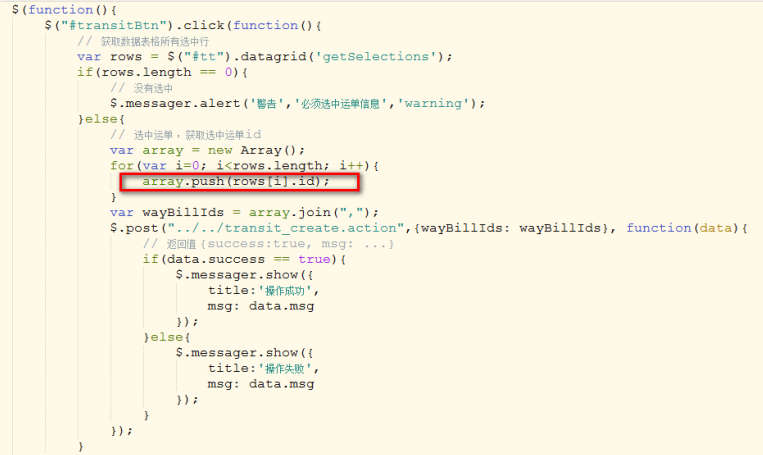 $(function(){
$("#transitBtn").click(function(){
// 获取数据表格所有选中行
var rows = $("#tt").datagrid('getSelections');
if(rows.length == 0){
// 没有选中
$.messager.alert('警告','必须选中运单信息','warning');
}else{
// 选中运单，获取选中运单id
var array = new Array();
for(var i=0; i<rows.length; i++){
array.push(rows[i].id);
}
var wayBillIds = array.join(",");
$.post("../../transit_create.action",{wayBillIds: wayBillIds}, function(data){
// 返回值 {success:true, msg: ...}
if(data.success == true){
$.messager.show({
title:'操作成功',
msg: data.msg
});
}else{
$.messager.show({
title:'操作失败',
msg: data.msg
});
}
});
}